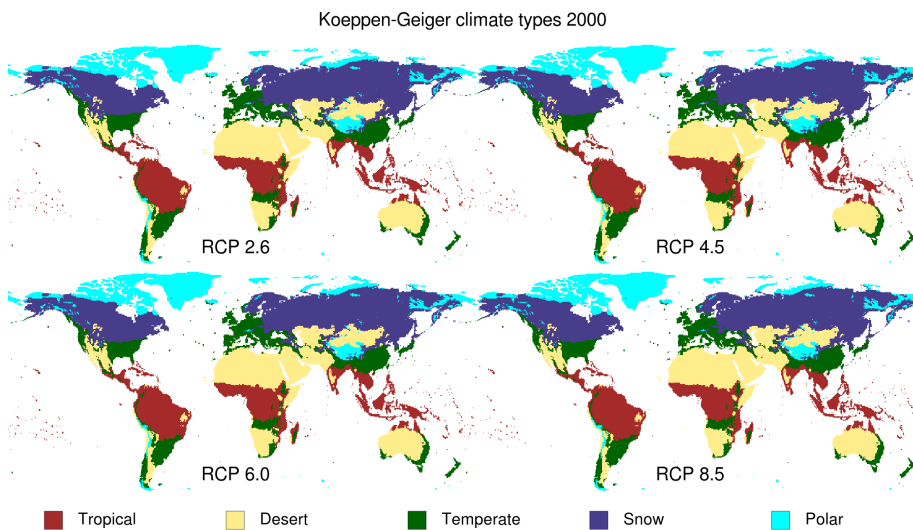 Koeppen-Geiger climate types 2000
RCP 2.6
RCP 4.5
RCP 6.0
RCP 8.5
Tropical
Desert
Temperate
Snow
Polar